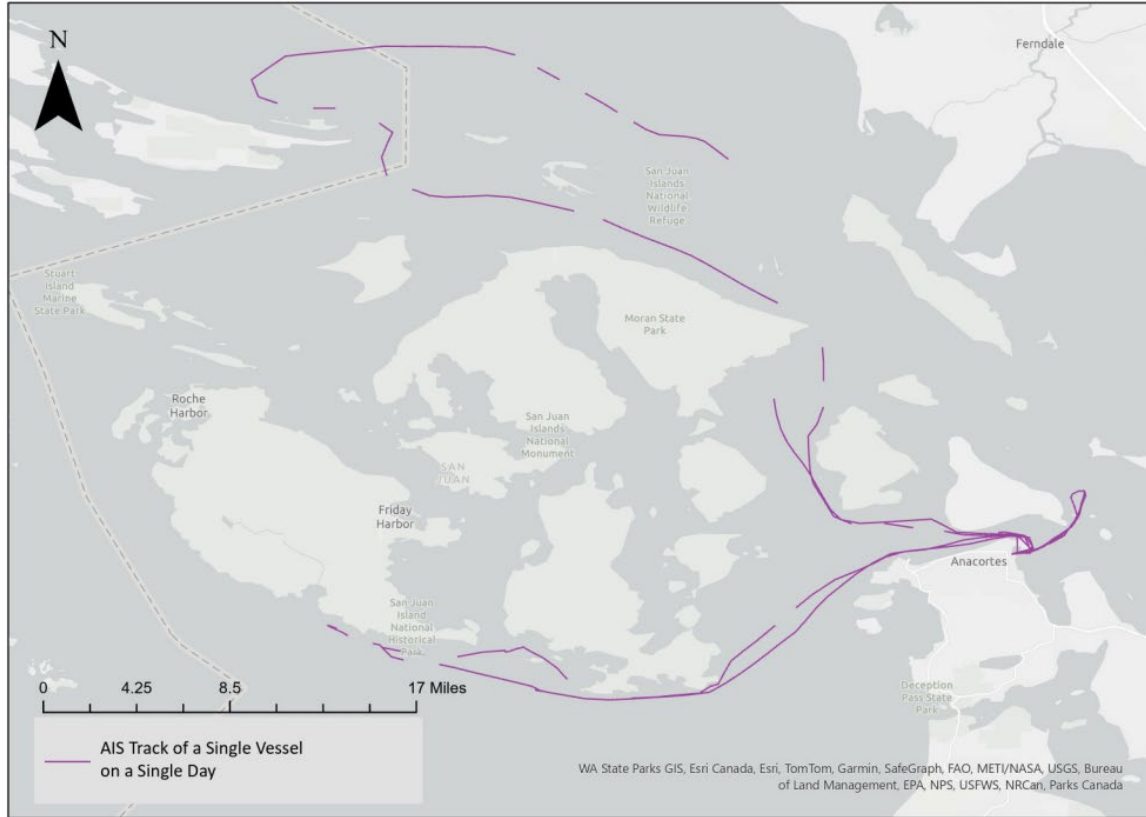 N
Ferndale
San Juan
Islands
National
Wildlife
Refuge
Stuart
Island
Marine
State Park
Moran State
Park
Roche
Harbor
San Juan
Islands
National
Monument
SAN
JUAN
Friday
Harbor
Anacortes
San Juan
Island
National
Historical
Park
Deception
Pass State
Park
0 4.25 8.5 17 Miles
AIS Track of a Single Vessel
on a Single Day
WA State Parks GIS, Esri Canada, Esri, TomTom, Garmin, SafeGraph, FAO, METI/NASA, USGS, Bureau
of Land Management, EPA, NPS, USFWS, NRCan, Parks Canada